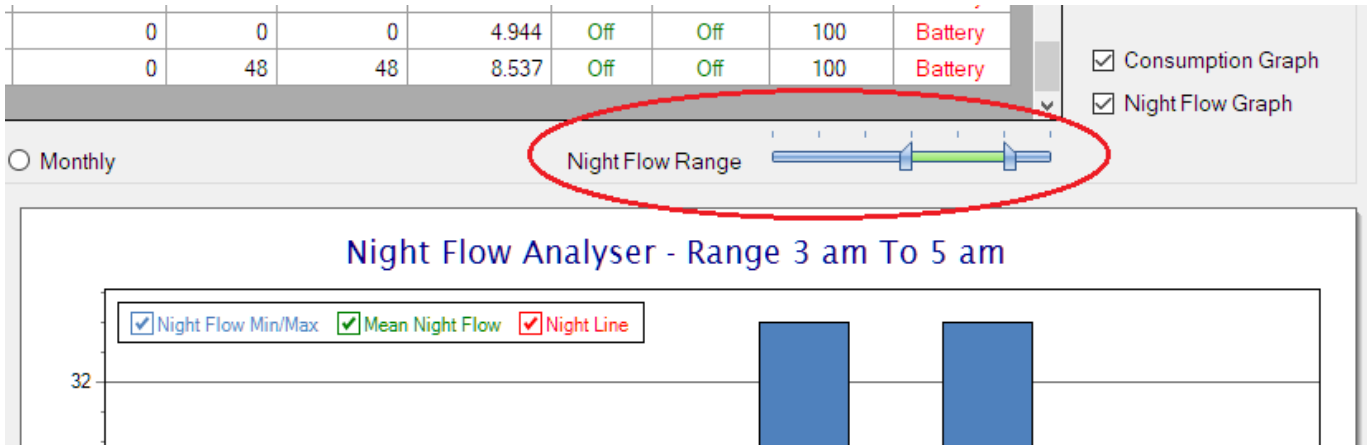 0 0 0 4.944 Off Off 100 Battery
0 48 48 8.537 Off Off 100 Battery
Consumption Graph
Night Flow Graph
Monthly Night Flow Range
Night Flow Analyser - Range 3 am To 5 am
Night Flow Min/Max Mean Night Flow Night Line
32